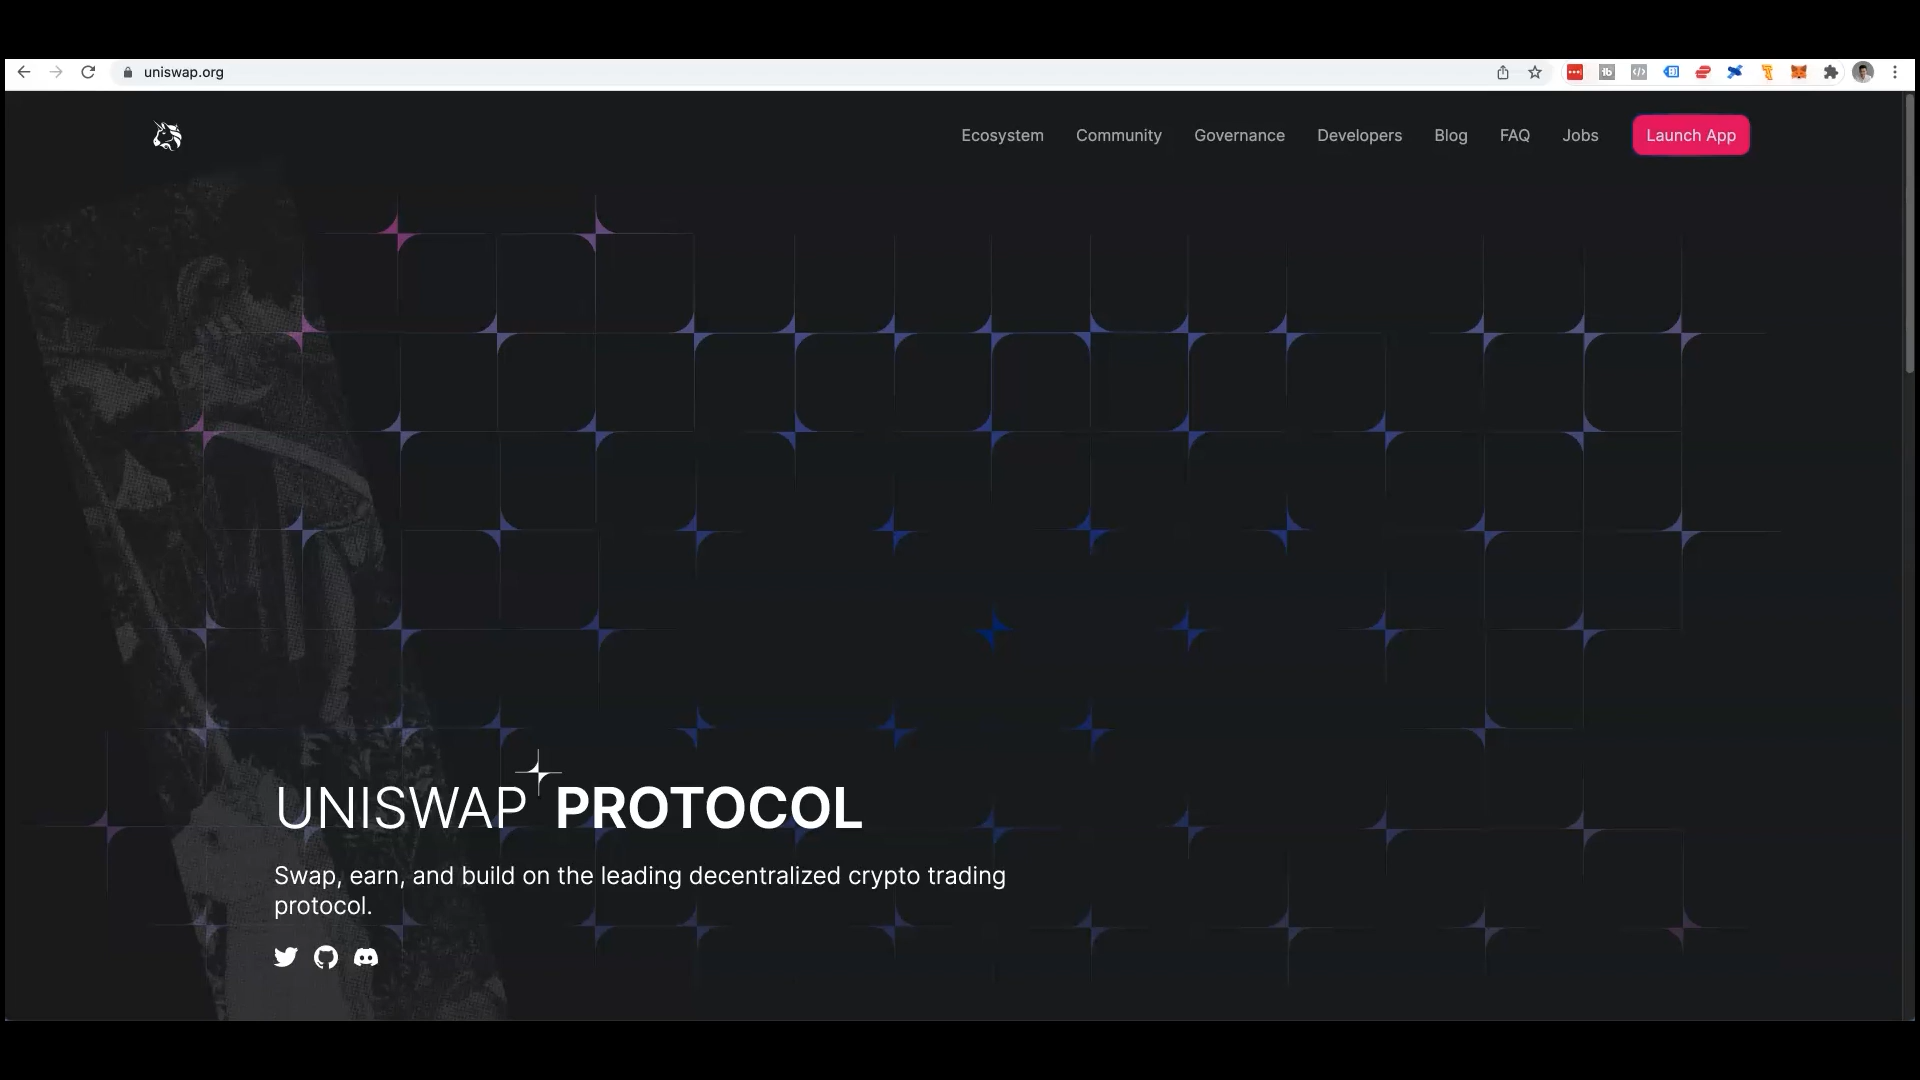 uniswap.org
Ecosystem Community Governance Developers Blog FAQ Jobs Launch App
UNISWAP PROTOCOL
Swap, earn, and build on the leading decentralized crypto trading
protocol.